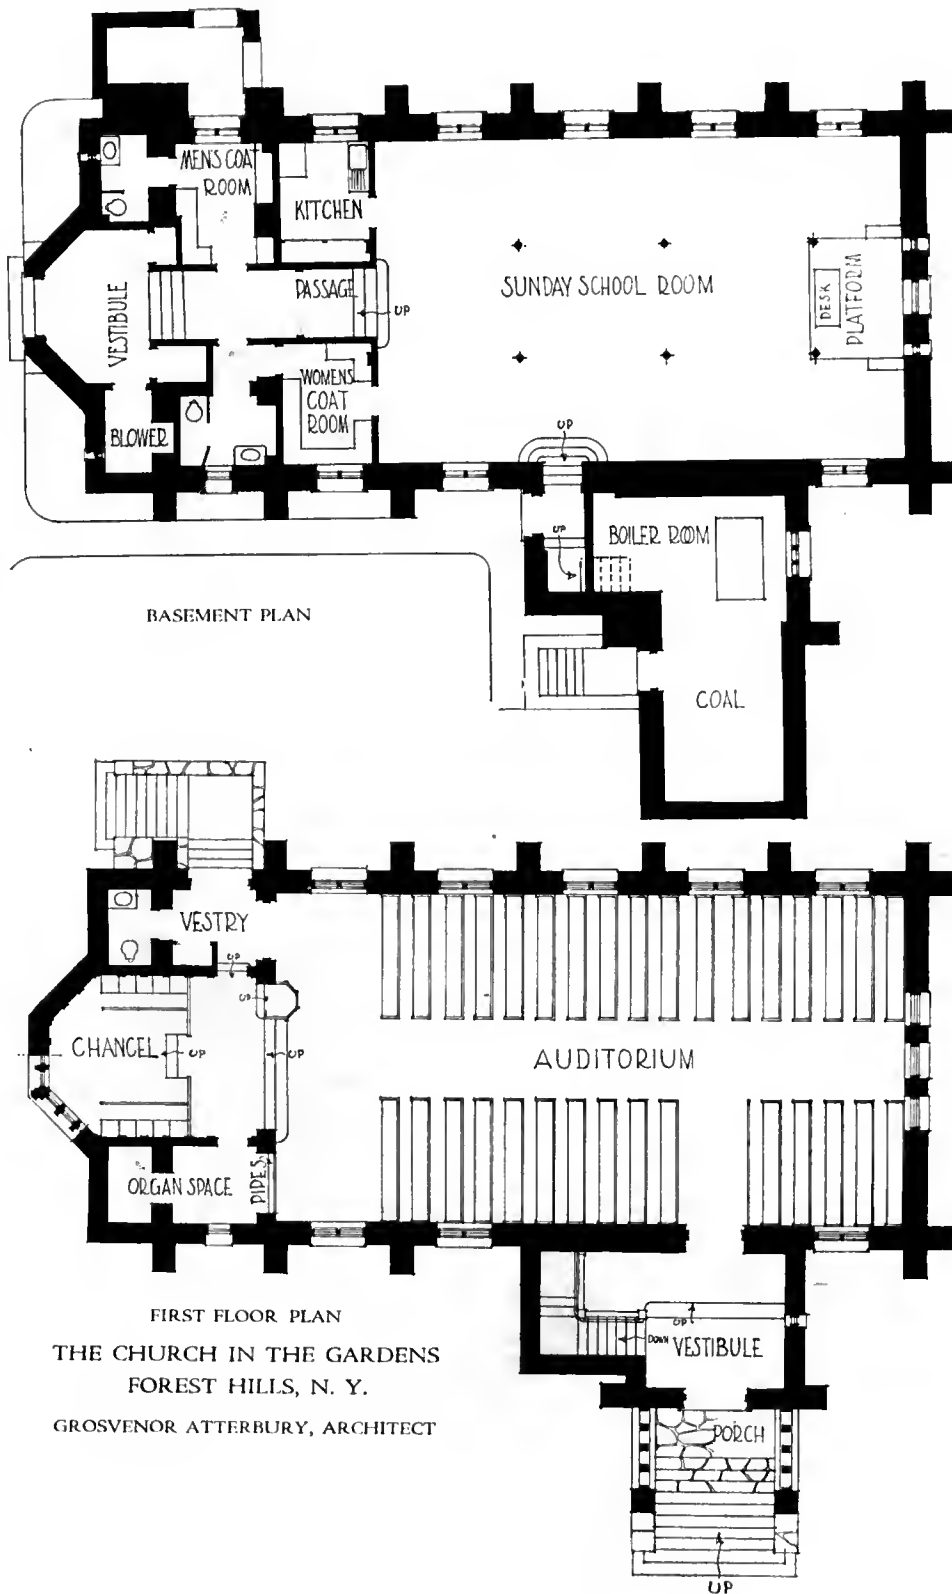 MEN'S COAT
ROOM
KITCHEN
VESTIBULE
PASSAGE
UP
SUNDAY SCHOOL ROOM
DESK
PLATFORM
WOMENS
COAT
ROOM
BLOWER
UP
UP
BOILER ROOM
COAL
BASEMENT PLAN
VESTRY
UP
UP
CHANCEL
UP
UP
AUDITORIUM
ORGAN SPACE
PIPES
UP
DOWN
VESTIBULE
PORCH
UP
FIRST FLOOR PLAN
THE CHURCH IN THE GARDENS
FOREST HILLS, N. Y.
GROSVENOR ATTERBURY, ARCHITECT